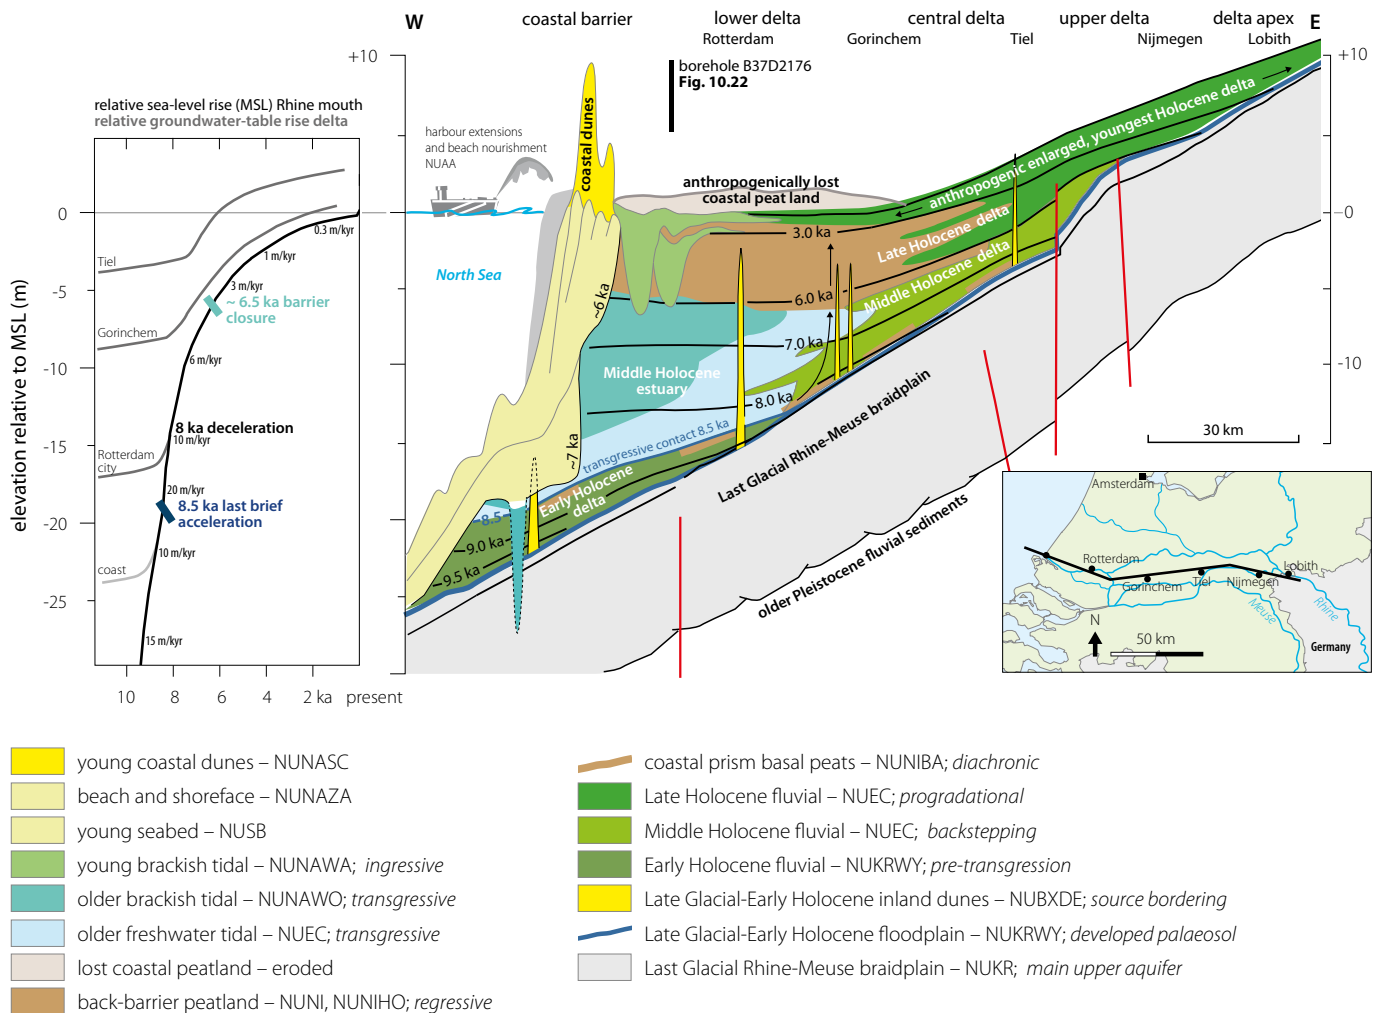 W
coastal barrier
lower delta
central delta
upper delta
delta apex
E
Rotterdam
Gorinchem
Tiel
Nijmegen
Lobith
+10
borehole B37D2176
Fig. 10.22
+10
relative sea-level rise (MSL) Rhine mouth
relative groundwater-table rise delta
harbour extensions
and beach nourishment
NUAA
coastal dunes
anthropogenically lost
coastal peat land
anthropogenic enlarged, youngest Holocene delta
0
0
0.3 m/kyr
3.0 ka
Late Holocene delta
1 m/kyr
Tiel
North Sea
Middle Holocene delta
-5
3 m/kyr
~ 6.5 ka barrier
closure
~6 ka
6.0 ka
Gorinchem
7.0 ka
6 m/kyr
-10
-10
Middle Holocene
estuary
8.0 ka
elevation relative to MSL (m)
8 ka deceleration
10 m/kyr
-15
~7 ka
transgressive contact 8.5 ka
30 km
Rotterdam
city
Last Glacial Rhine-Meuse braidplain
20 m/kyr
8.5 ka last brief
acceleration
Early Holocene
delta
~8.5
-20
older Pleistocene fluvial sediments
10 m/kyr
9.0 ka
coast
9.5 ka
-25
15 m/kyr
10
8
6
4
2 ka
present
Amsterdam
Rotterdam
Gorinchem
Tiel
Nijmegen
Lobith
Meuse
Rhine
N
50 km
Germany
young coastal dunes – NUNASC
beach and shoreface – NUNAZA
young seabed – NUSB
young brackish tidal – NUNAWA; ingressive
older brackish tidal – NUNAWO; transgressive
older freshwater tidal – NUEC; transgressive
lost coastal peatland – eroded
back-barrier peatland – NUNI, NUNIHO; regressive
coastal prism basal peats – NUNIBA; diachronic
Late Holocene fluvial – NUEC; progradational
Middle Holocene fluvial – NUEC; backstepping
Early Holocene fluvial – NUKRWY; pre-transgression
Late Glacial-Early Holocene inland dunes – NUBXDE; source bordering
Late Glacial-Early Holocene floodplain – NUKRWY; developed palaeosol
Last Glacial Rhine-Meuse braidplain – NUKR; main upper aquifer